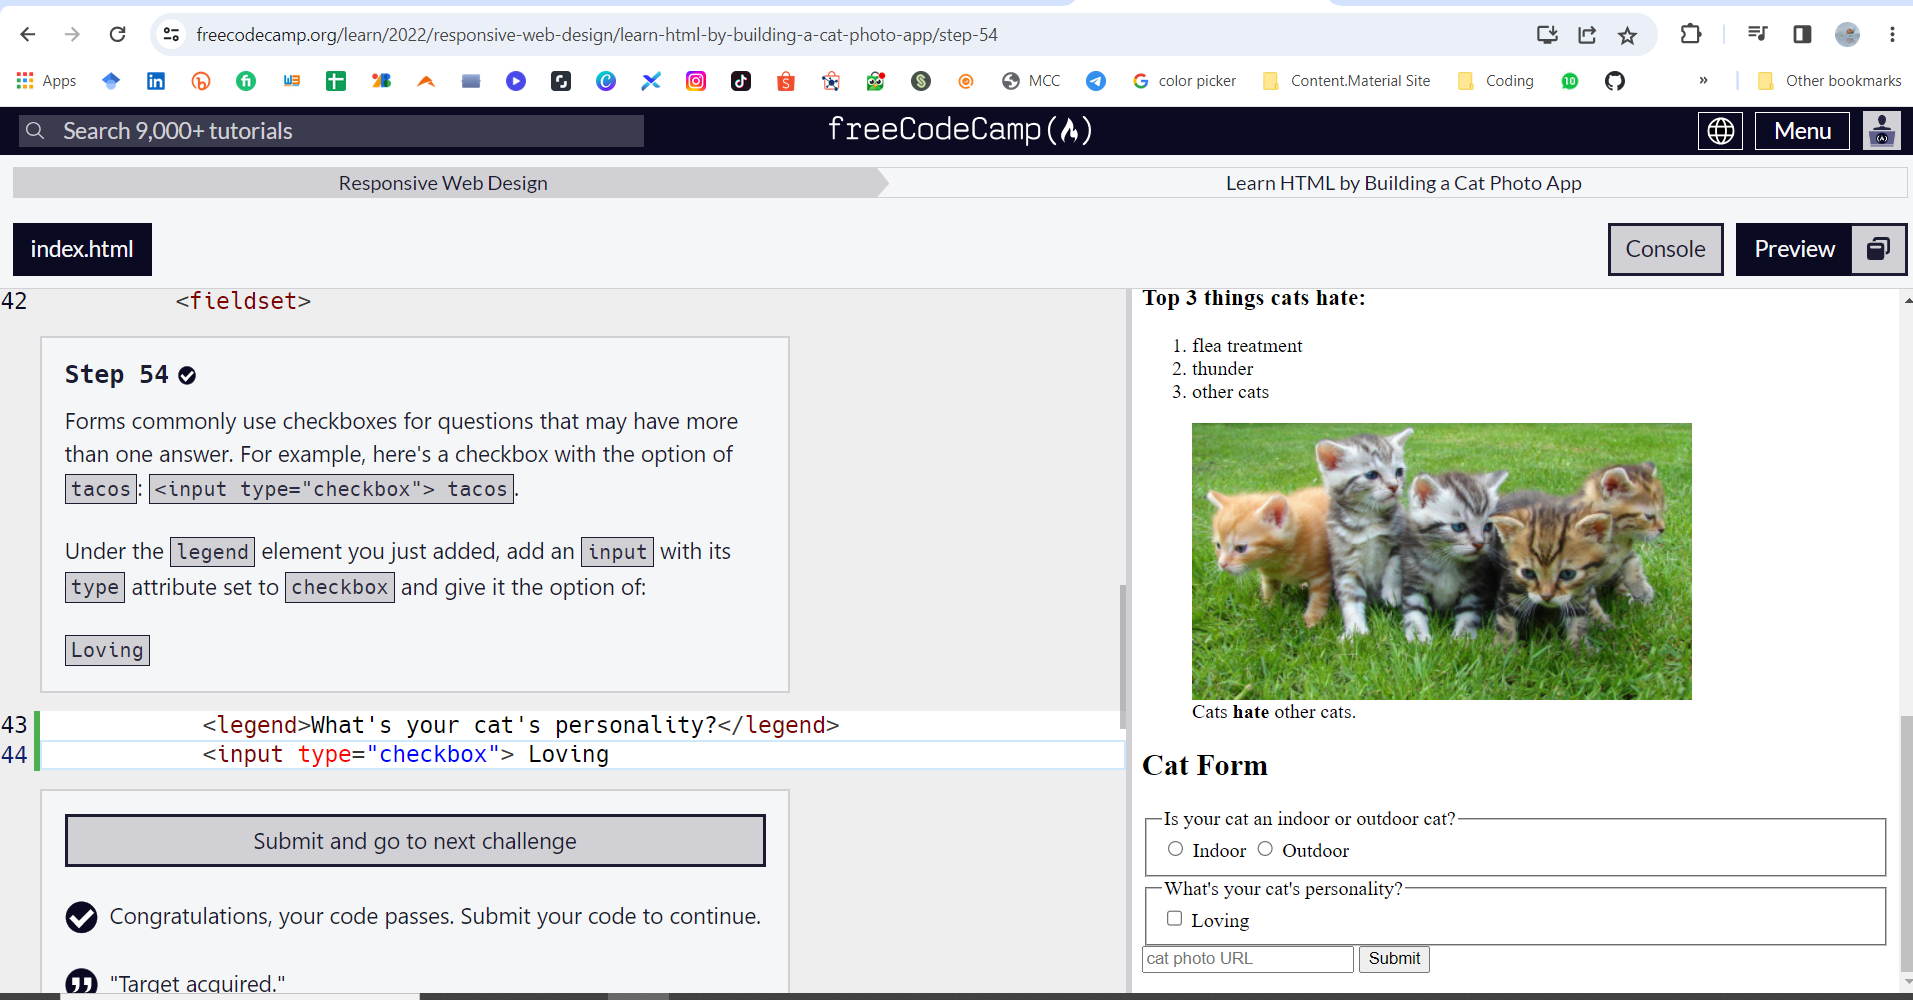 freecodecamp.org/learn/2022/responsive-web-design/learn-html-by-building-a-cat-photo-app/step-54
Apps
MCC
color picker
Content.Material Site
Coding
»
Other bookmarks
Search 9,000+ tutorials
freeCodeCamp
Menu
Responsive Web Design
Learn HTML by Building a Cat Photo App
index.html
Console
Preview
42 <fieldset>
Step 54
Forms commonly use checkboxes for questions that may have more
than one answer. For example, here's a checkbox with the option of
tacos: <input type="checkbox"> tacos.
Under the legend element you just added, add an input with its
type attribute set to checkbox and give it the option of:
Loving
43 <legend>What's your cat's personality?</legend>
44 <input type="checkbox"> Loving
Submit and go to next challenge
Congratulations, your code passes. Submit your code to continue.
"Target acquired."
Top 3 things cats hate:
1. flea treatment
2. thunder
3. other cats
Cats hate other cats.
Cat Form
Is your cat an indoor or outdoor cat?
Indoor Outdoor
What's your cat's personality?
Loving
cat photo URL Submit